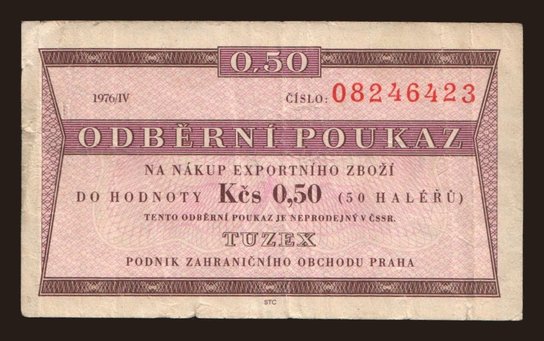 0,50
1976/IV ČÍSLO: 08246423
ODBĚRNÍ POUKAZ
NA NÁKUP EXPORTNÍHO ZBOŽÍ
DO HODNOTY Kčs 0,50 (50 HALÉŘŮ)
TENTO ODBĚRNÍ POUKAZ JE NEPRODEJNÝ V ČSSR.
TUZEX
PODNIK ZAHRANIČNÍHO OBCHODU PRAHA
STC